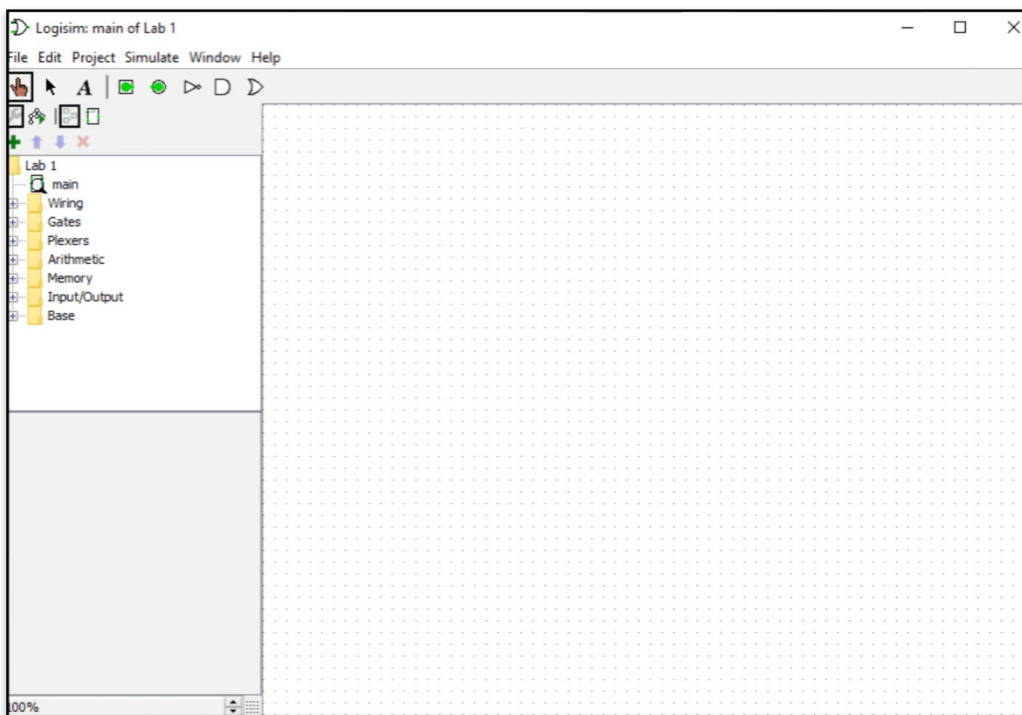 Logisim: main of Lab 1
File Edit Project Simulate Window Help
A
Lab 1
main
Wiring
Gates
Plexers
Arithmetic
Memory
Input/Output
Base
100%